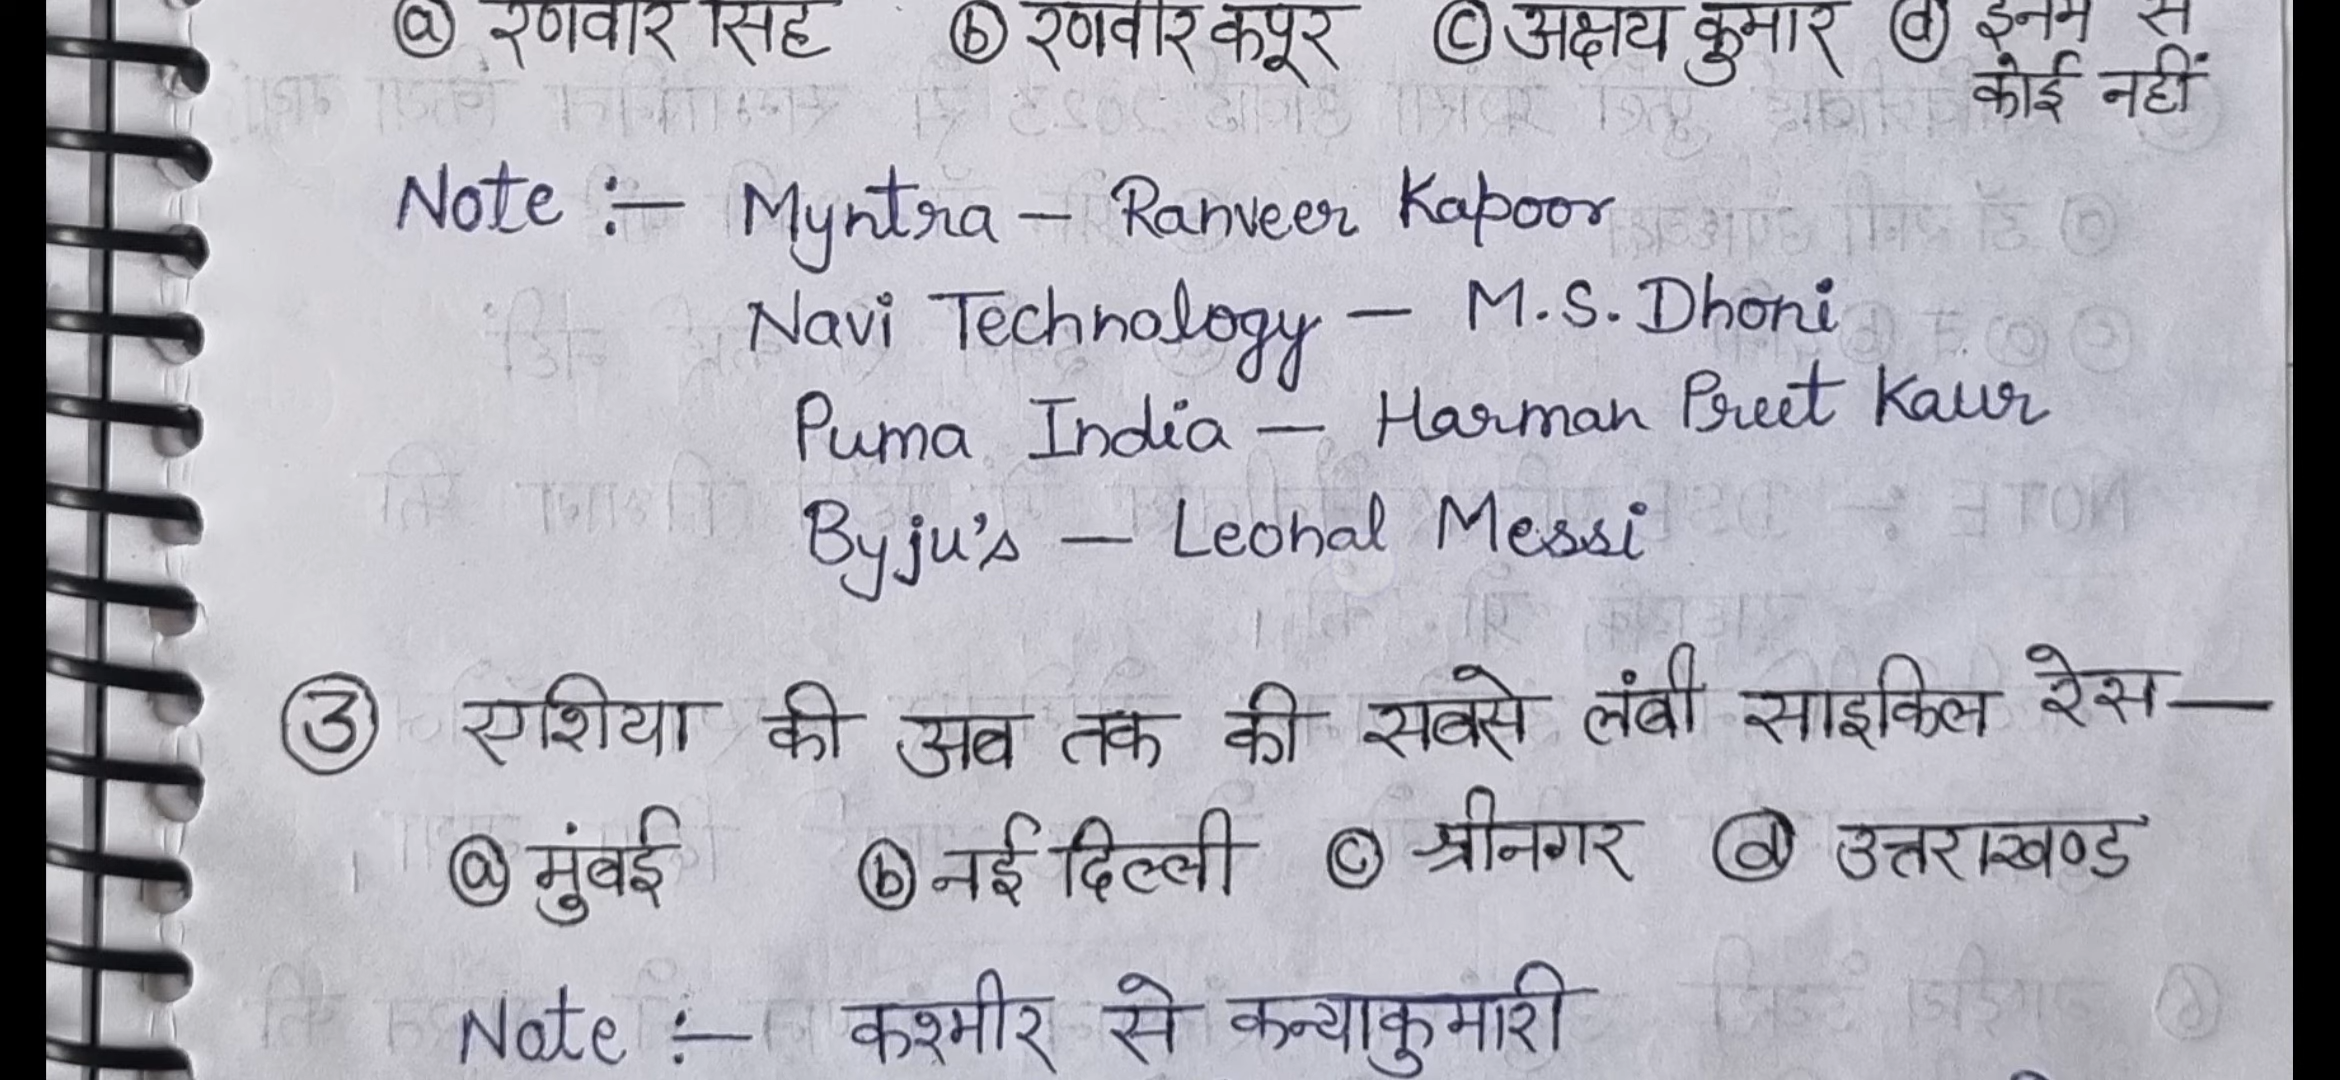 ⓐ रणवीर सिंह ⓑ रणवीर कपूर ⓒ अक्षय कुमार ⓓ इनमें से
कोई नहीं
Note :— Myntra — Ranveer Kapoor
Navi Technology — M.S. Dhoni
Puma India — Harman Preet Kaur
Byju's — Leonal Messi
③ एशिया की अब तक की सबसे लंबी साइकिल रेस —
ⓐ मुंबई ⓑ नई दिल्ली ⓒ श्रीनगर ⓓ उत्तराखण्ड
Note :— कश्मीर से कन्याकुमारी